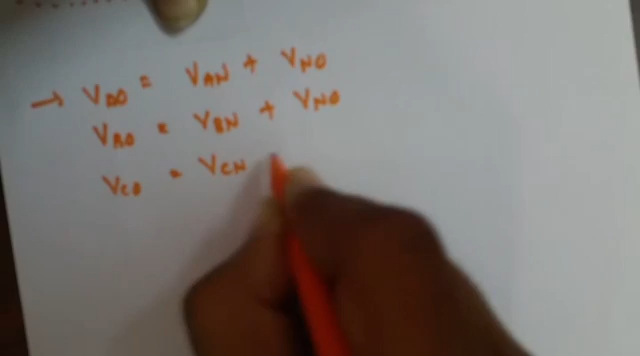 → VAO = VAN + VNO
VBO = VBN + VNO
VCO = VCN